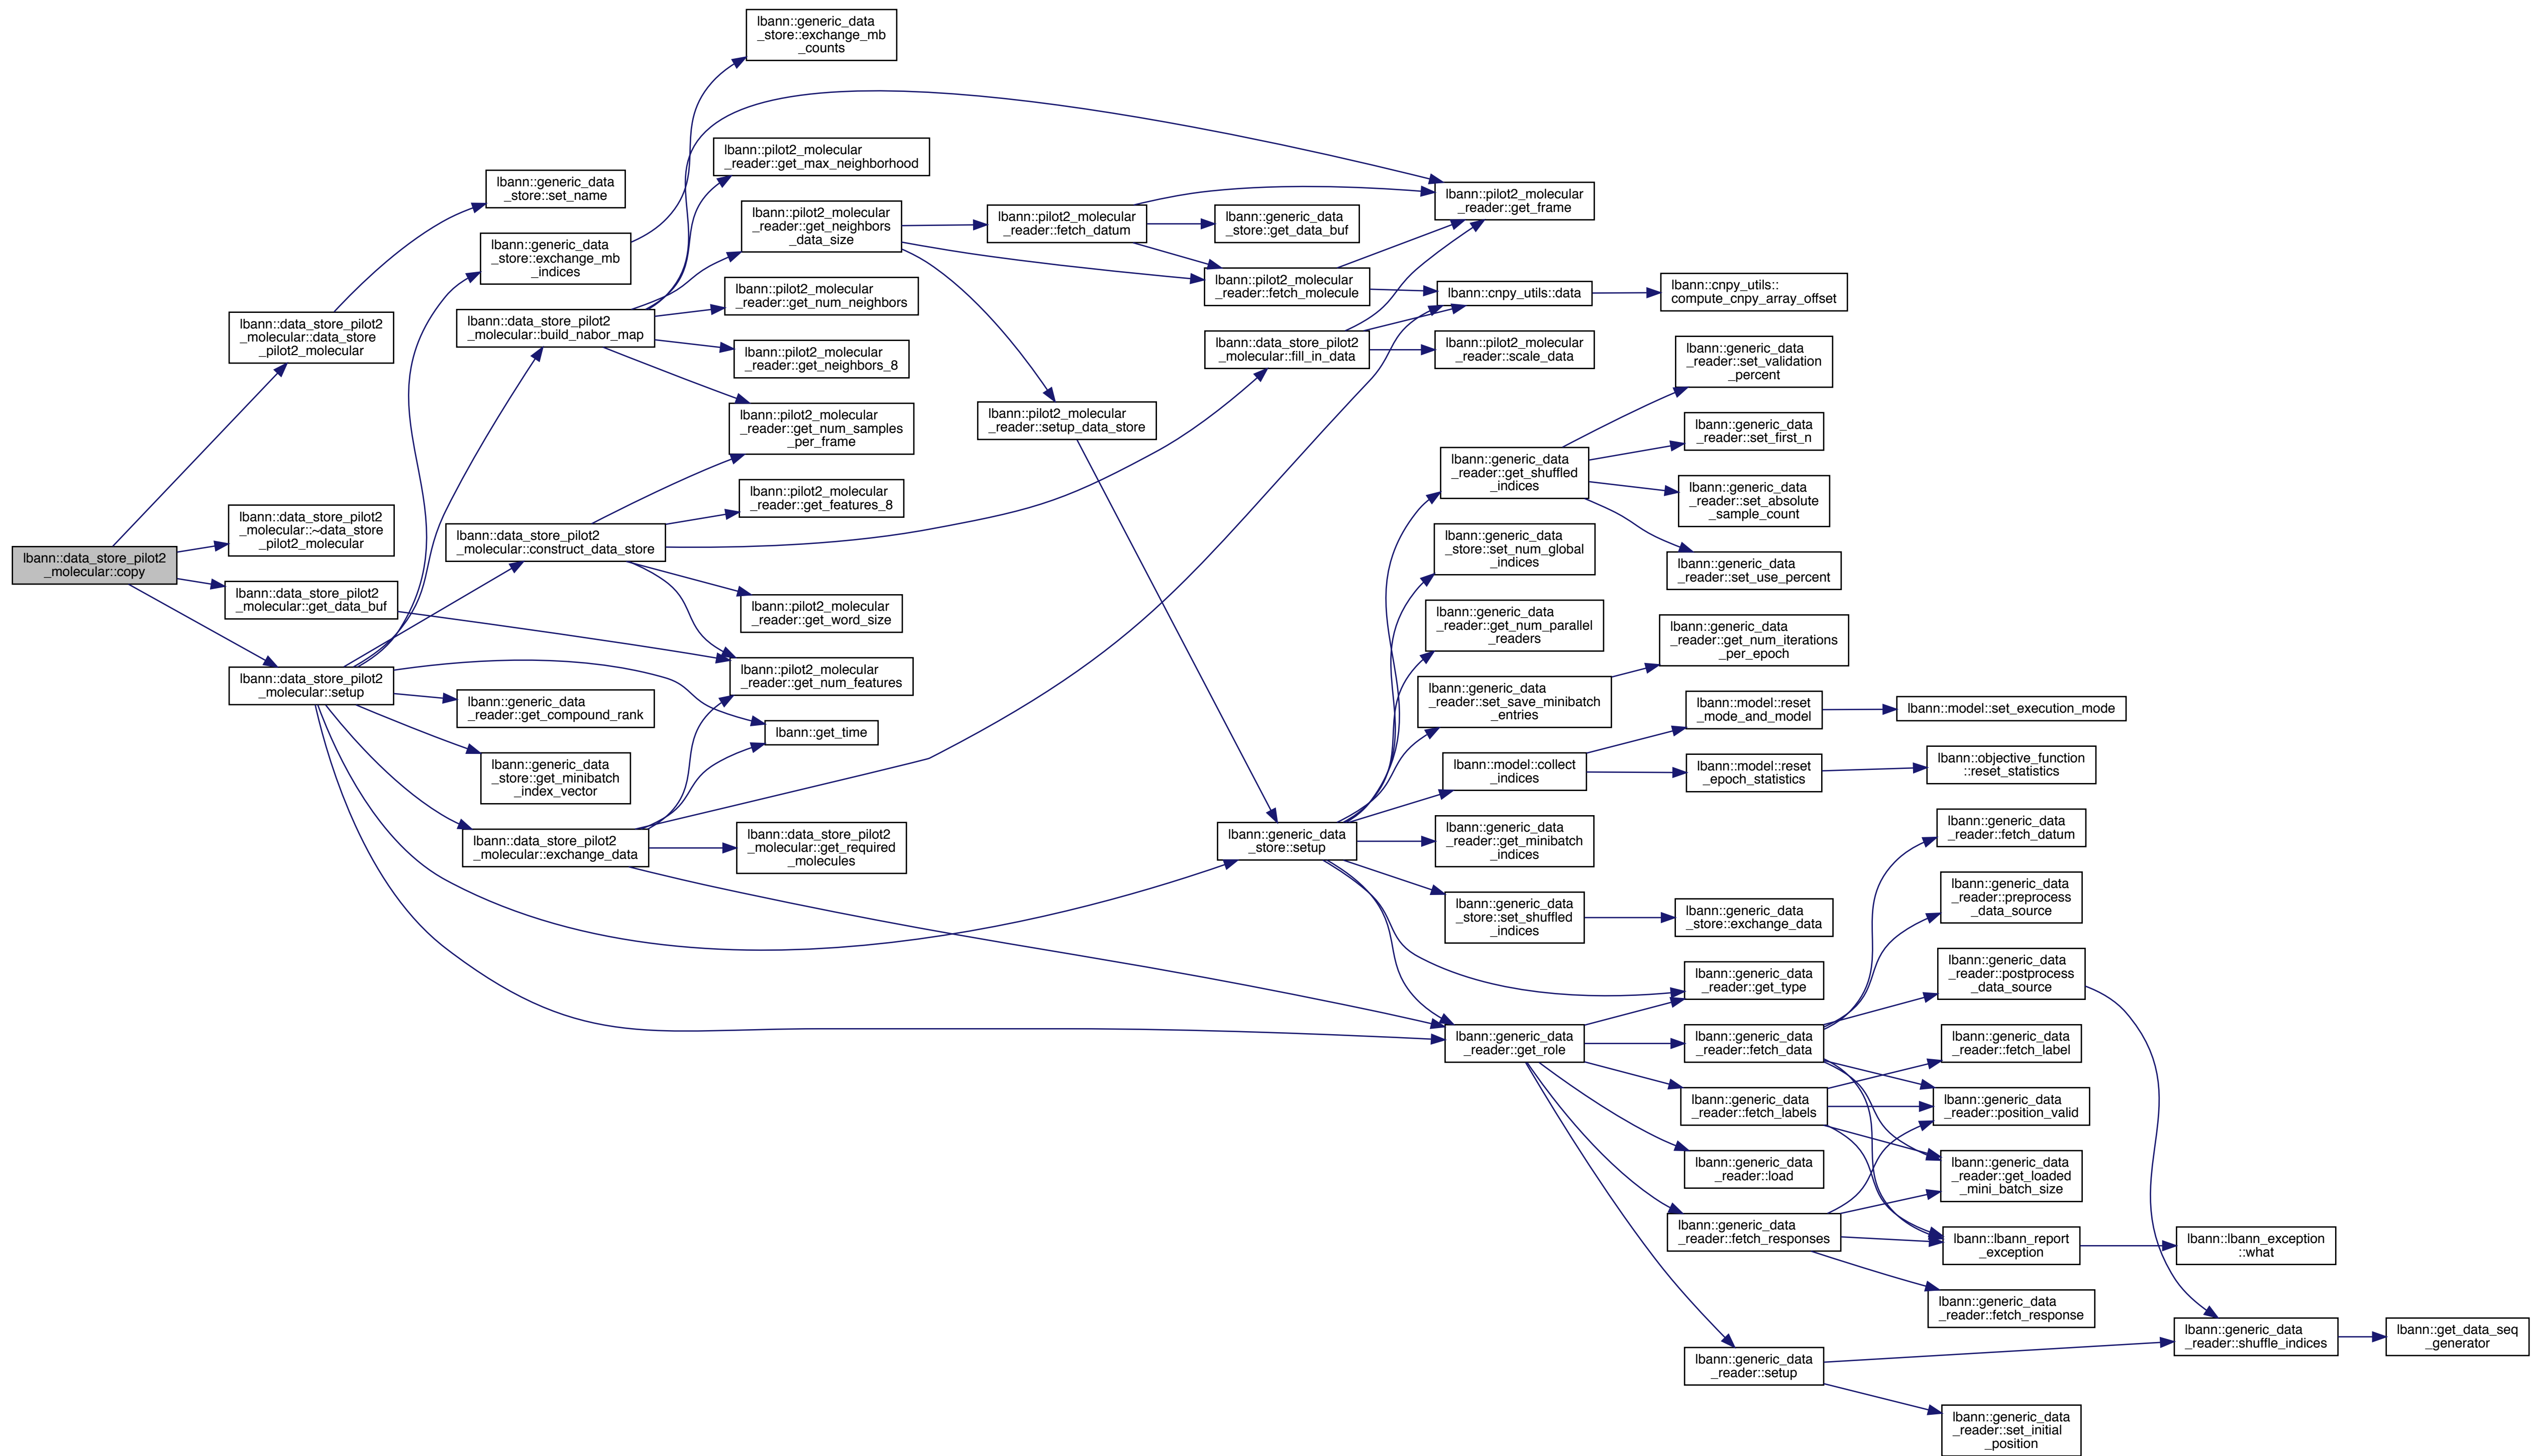 lbann::data_store_pilot2
_molecular::copy
lbann::data_store_pilot2
_molecular::data_store
_pilot2_molecular
lbann::data_store_pilot2
_molecular::~data_store
_pilot2_molecular
lbann::data_store_pilot2
_molecular::get_data_buf
lbann::data_store_pilot2
_molecular::setup
lbann::generic_data
_store::set_name
lbann::generic_data
_store::exchange_mb
_indices
lbann::data_store_pilot2
_molecular::build_nabor_map
lbann::data_store_pilot2
_molecular::construct_data_store
lbann::generic_data
_reader::get_compound_rank
lbann::generic_data
_store::get_minibatch
_index_vector
lbann::data_store_pilot2
_molecular::exchange_data
lbann::generic_data
_store::exchange_mb
_counts
lbann::pilot2_molecular
_reader::get_max_neighborhood
lbann::pilot2_molecular
_reader::get_neighbors
_data_size
lbann::pilot2_molecular
_reader::get_num_neighbors
lbann::pilot2_molecular
_reader::get_neighbors_8
lbann::pilot2_molecular
_reader::get_num_samples
_per_frame
lbann::pilot2_molecular
_reader::get_features_8
lbann::pilot2_molecular
_reader::get_word_size
lbann::pilot2_molecular
_reader::get_num_features
lbann::get_time
lbann::data_store_pilot2
_molecular::get_required
_molecules
lbann::pilot2_molecular
_reader::fetch_datum
lbann::pilot2_molecular
_reader::setup_data_store
lbann::generic_data
_store::get_data_buf
lbann::pilot2_molecular
_reader::fetch_molecule
lbann::data_store_pilot2
_molecular::fill_in_data
lbann::generic_data
_store::setup
lbann::pilot2_molecular
_reader::get_frame
lbann::cnpy_utils::data
lbann::pilot2_molecular
_reader::scale_data
lbann::generic_data
_reader::get_shuffled
_indices
lbann::generic_data
_store::set_num_global
_indices
lbann::generic_data
_reader::get_num_parallel
_readers
lbann::generic_data
_reader::set_save_minibatch
_entries
lbann::model::collect
_indices
lbann::generic_data
_reader::get_minibatch
_indices
lbann::generic_data
_store::set_shuffled
_indices
lbann::generic_data
_reader::get_role
lbann::cnpy_utils::
compute_cnpy_array_offset
lbann::generic_data
_reader::set_validation
_percent
lbann::generic_data
_reader::set_first_n
lbann::generic_data
_reader::set_absolute
_sample_count
lbann::generic_data
_reader::set_use_percent
lbann::generic_data
_reader::get_num_iterations
_per_epoch
lbann::model::reset
_mode_and_model
lbann::model::reset
_epoch_statistics
lbann::generic_data
_store::exchange_data
lbann::generic_data
_reader::get_type
lbann::generic_data
_reader::fetch_data
lbann::generic_data
_reader::fetch_labels
lbann::generic_data
_reader::load
lbann::generic_data
_reader::fetch_responses
lbann::generic_data
_reader::setup
lbann::model::set_execution_mode
lbann::objective_function
::reset_statistics
lbann::generic_data
_reader::fetch_datum
lbann::generic_data
_reader::preprocess
_data_source
lbann::generic_data
_reader::postprocess
_data_source
lbann::generic_data
_reader::fetch_label
lbann::generic_data
_reader::position_valid
lbann::generic_data
_reader::get_loaded
_mini_batch_size
lbann::lbann_report
_exception
lbann::generic_data
_reader::fetch_response
lbann::generic_data
_reader::set_initial
_position
lbann::lbann_exception
::what
lbann::generic_data
_reader::shuffle_indices
lbann::get_data_seq
_generator